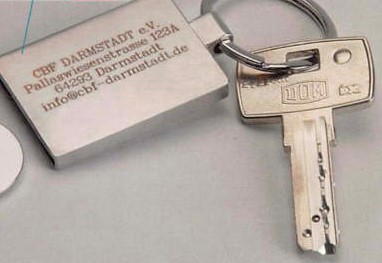 CBF DARMSTADT e.V.
Pallaswiesenstrasse 123A
64293 Darmstadt
info@cbf-darmstadt.de
DOM